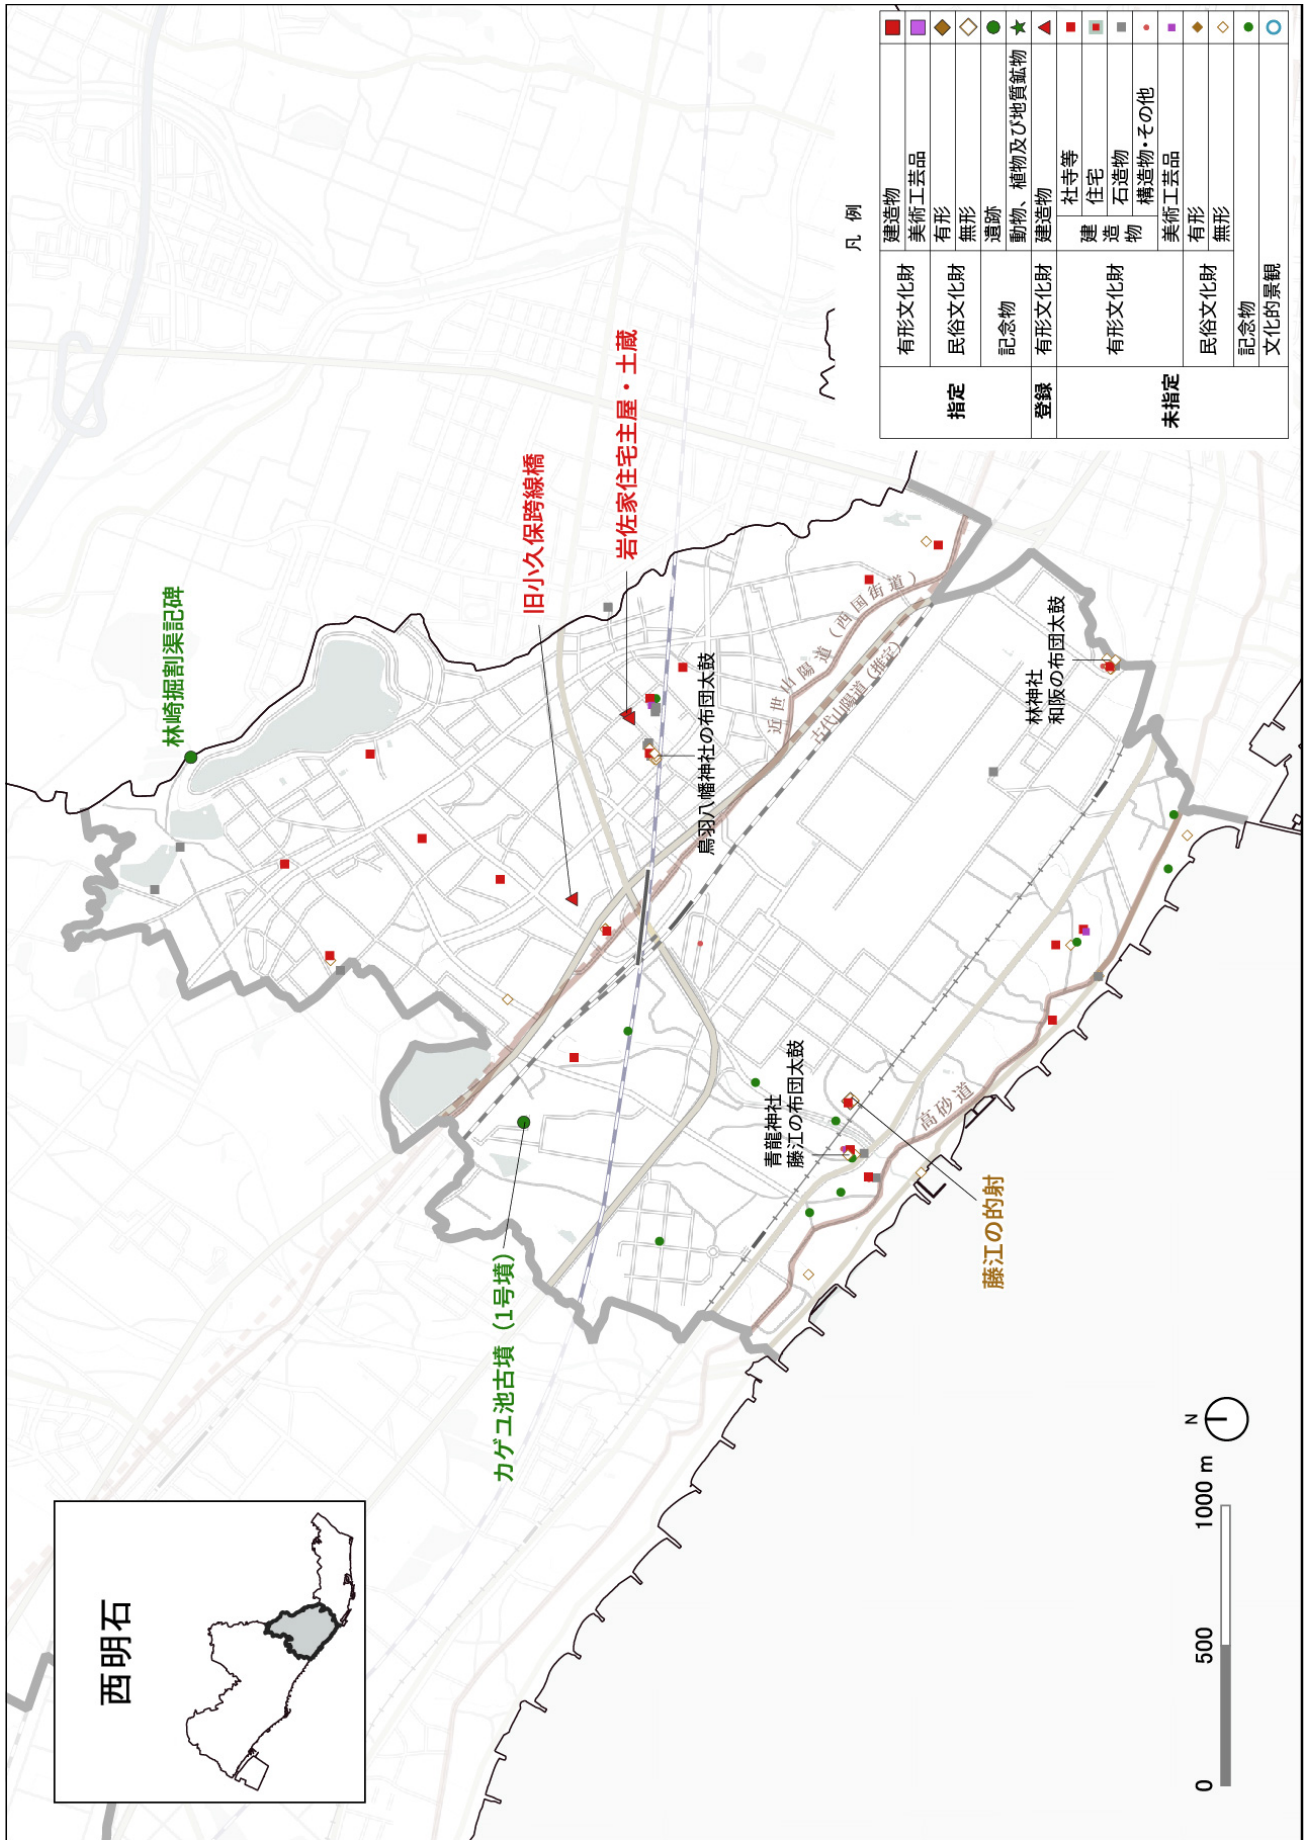 西明石
林崎掘割渠記碑
旧小久保跨線橋
岩佐家住宅主屋・土蔵
カゲユ池古墳（1号墳）
鳥羽八幡神社の布団太鼓
近世山陽道（西国街道）
古代山陽道（推定）
林神社
和阪の布団太鼓
青龍神社
藤江の布団太鼓
高砂道
藤江の的射
0 500 1000 m
N
凡 例
指定
有形文化財
建造物
美術工芸品
民俗文化財
有形
無形
記念物
遺跡
動物、植物及び地質鉱物
登録
有形文化財
建造物
未指定
有形文化財
建造物
社寺等
住宅
石造物
構造物・その他
美術工芸品
民俗文化財
有形
無形
記念物
文化的景観